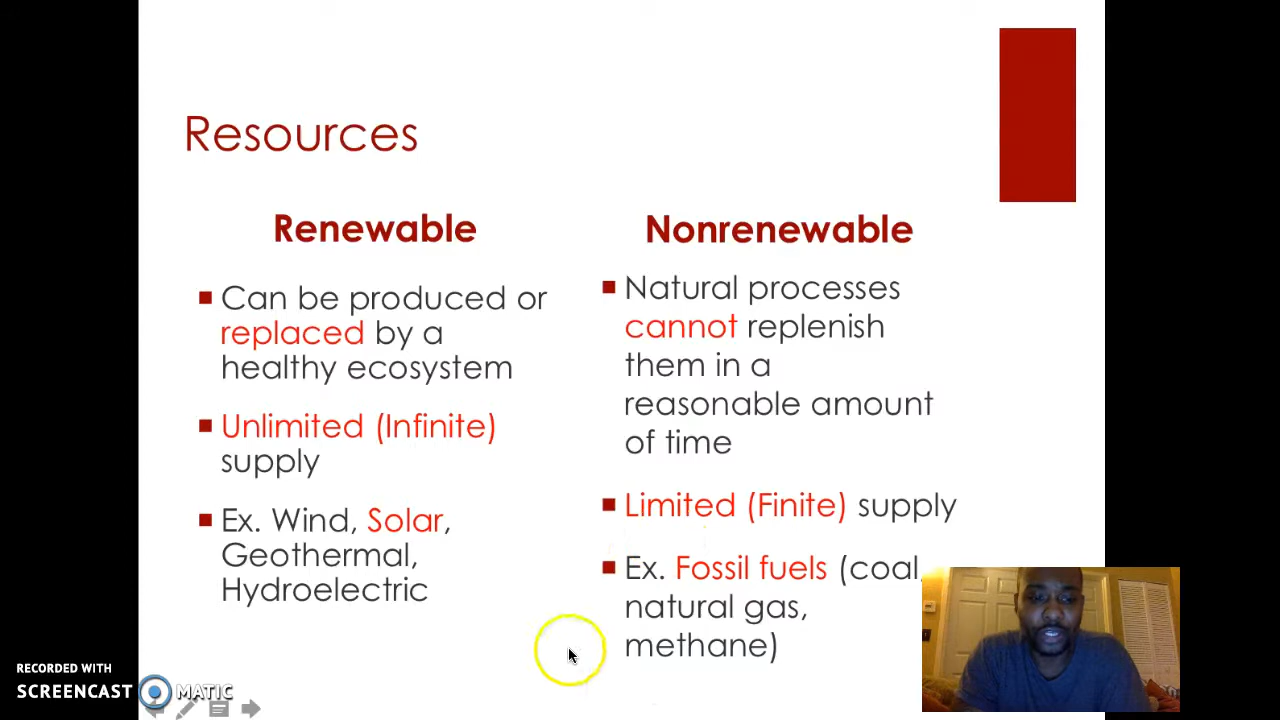 Resources
Renewable
Can be produced or
replaced by a
healthy ecosystem
Unlimited (Infinite)
supply
Ex. Wind, Solar,
Geothermal,
Hydroelectric
Nonrenewable
Natural processes
cannot replenish
them in a
reasonable amount
of time
Limited (Finite) supply
Ex. Fossil fuels (coal,
natural gas,
methane)
RECORDED WITH
SCREENCAST MATIC